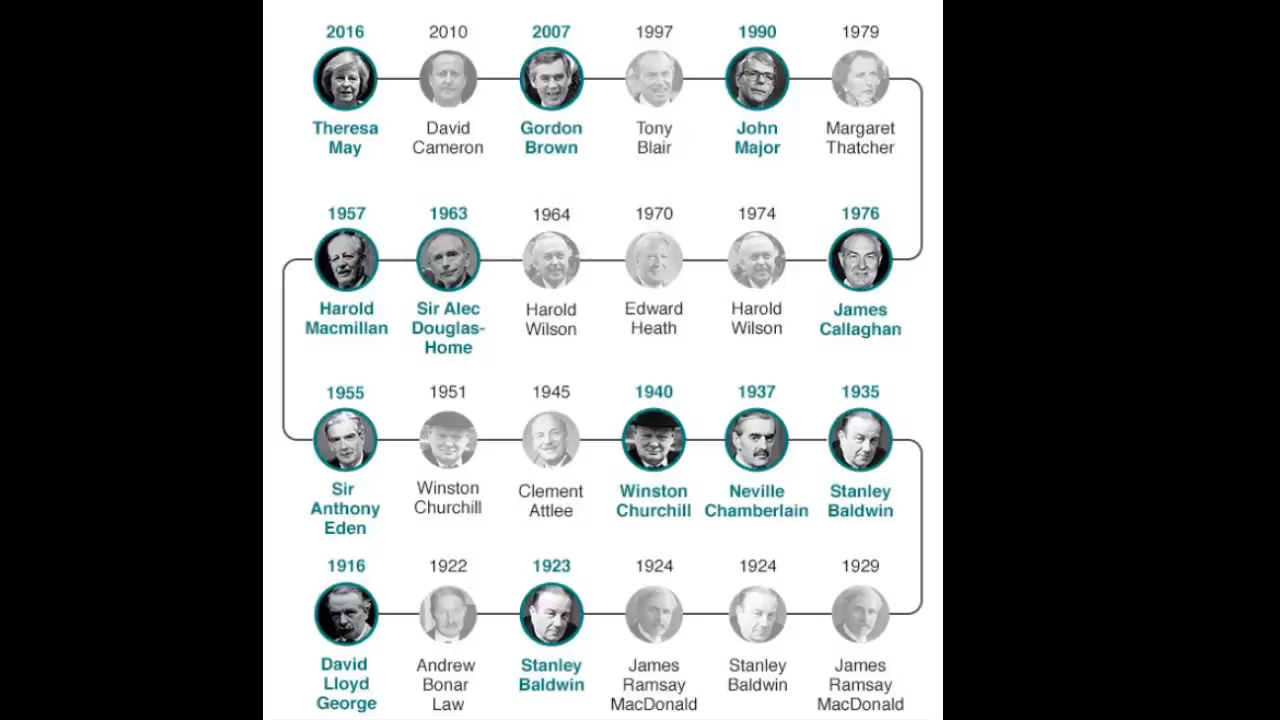 2016 2010 2007 1997 1990 1979
Theresa David Gordon Tony John Margaret
May Cameron Brown Blair Major Thatcher
1957 1963 1964 1970 1974 1976
Harold Sir Alec Harold Edward Harold James
Macmillan Douglas- Wilson Heath Wilson Callaghan
Home
1955 1951 1945 1940 1937 1935
Sir Winston Clement Winston Neville Stanley
Anthony Churchill Attlee Churchill Chamberlain Baldwin
Eden
1916 1922 1923 1924 1924 1929
David Andrew Stanley James Stanley James
Lloyd Bonar Baldwin Ramsay Baldwin Ramsay
George Law MacDonald MacDonald